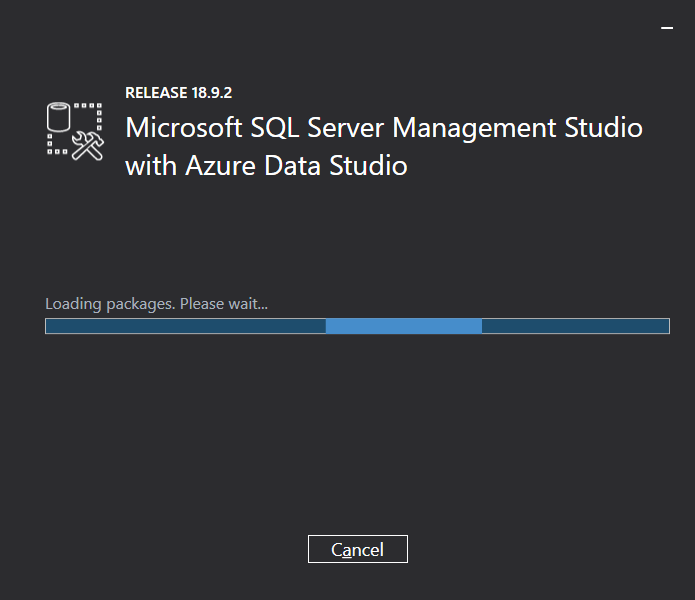 RELEASE 18.9.2
Microsoft SQL Server Management Studio
with Azure Data Studio
Loading packages. Please wait...
Cancel